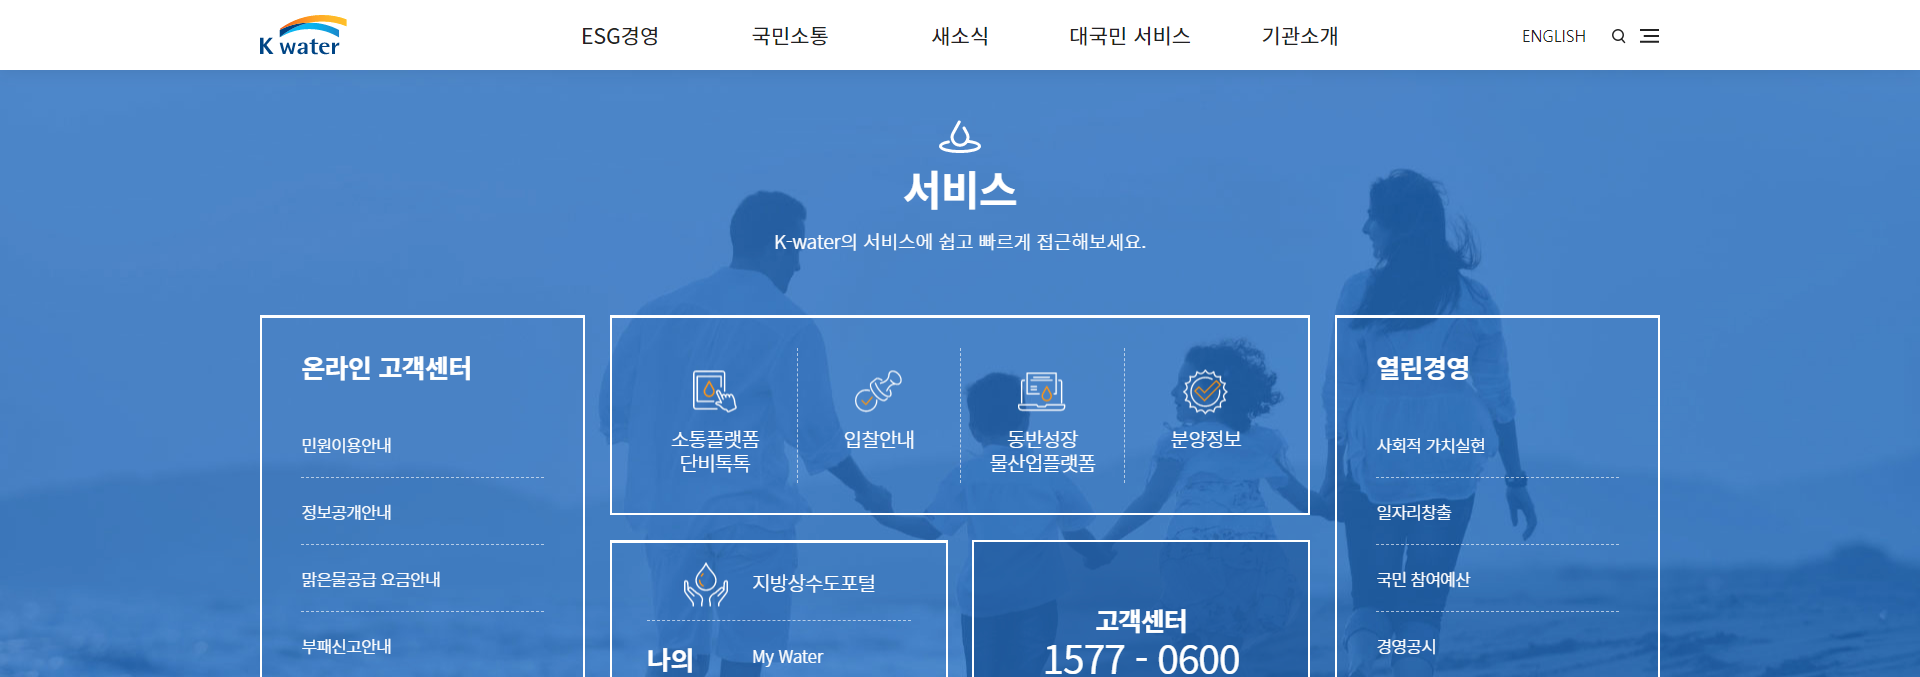 K water
ESG경영
국민소통
새소식
대국민 서비스
기관소개
ENGLISH
서비스
K-water의 서비스에 쉽고 빠르게 접근해보세요.
온라인 고객센터
민원이용안내
정보공개안내
맑은물공급 요금안내
부패신고안내
소통플랫폼
단비톡톡
입찰안내
동반성장
물산업플랫폼
분양정보
지방상수도포털
나의
My Water
고객센터
1577 - 0600
열린경영
사회적 가치실현
일자리창출
국민 참여예산
경영공시